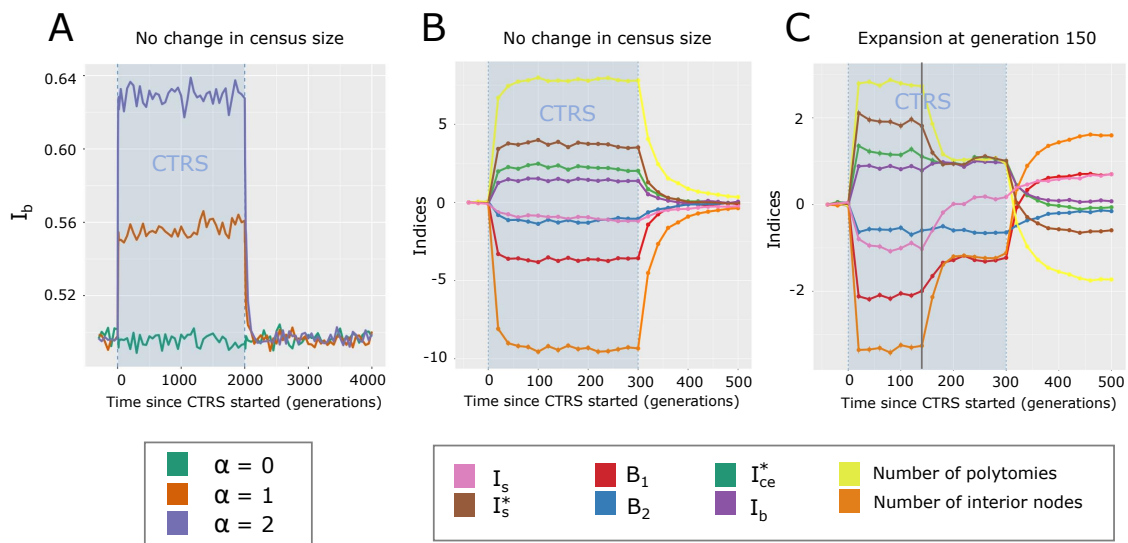 A
No change in census size
I_b
0.64
0.60
0.56
0.52
CTRS
0 1000 2000 3000 4000
Time since CTRS started (generations)
α = 0
α = 1
α = 2
B
No change in census size
Indices
5
0
-5
-10
CTRS
0 100 200 300 400 500
Time since CTRS started (generations)
C
Expansion at generation 150
Indices
2
0
-2
CTRS
0 100 200 300 400 500
Time since CTRS started (generations)
I_s
I_s^*
B_1
B_2
I_ce^*
I_b
Number of polytomies
Number of interior nodes